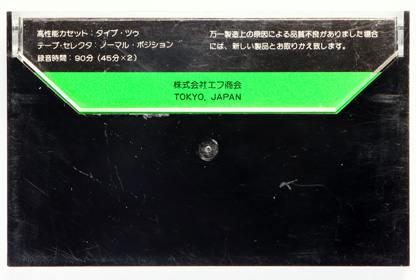 高性能カセット：タイプ・ツゥ
テープ・セレクタ：ノーマル・ポジション
録音時間：90分（45分×2）
万一製造上の原因による品質不良がありました場合
には、新しい製品とお取りかえ致します。
株式会社エフ商会
TOKYO, JAPAN